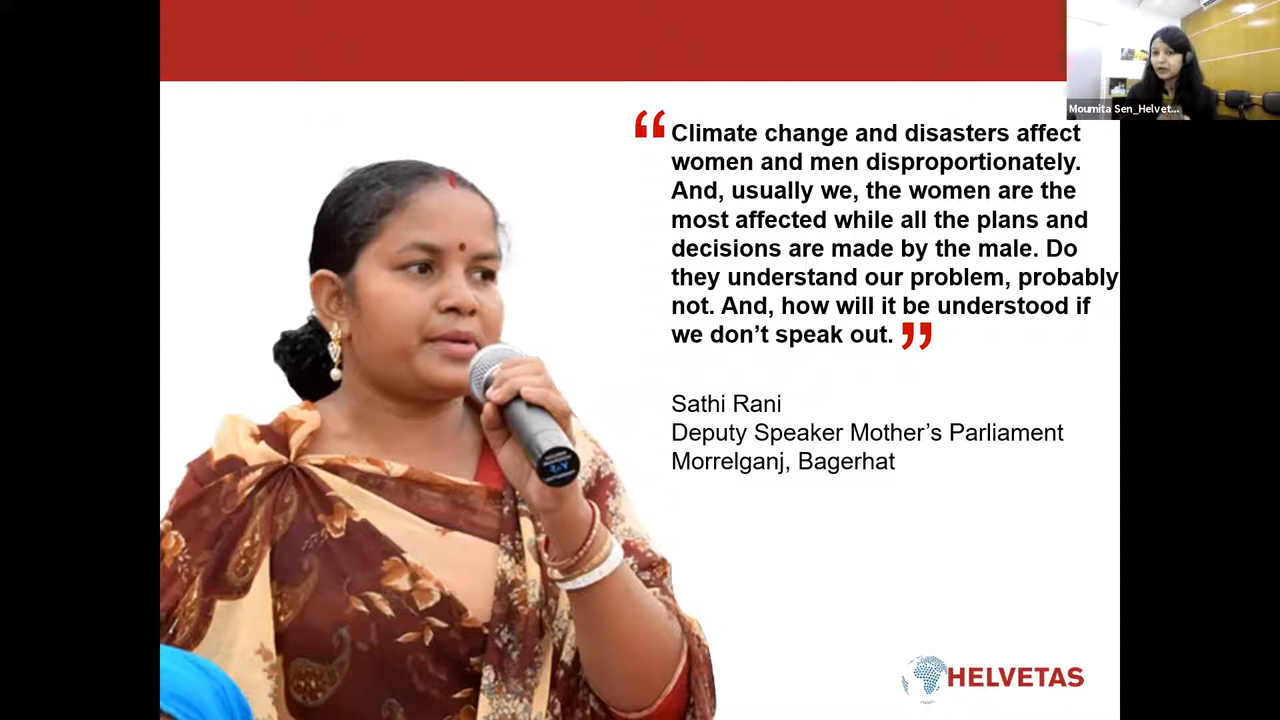 Moumita Sen_Helvet...
“Climate change and disasters affect
women and men disproportionately.
And, usually we, the women are the
most affected while all the plans and
decisions are made by the male. Do
they understand our problem, probably
not. And, how will it be understood if
we don’t speak out.”
Sathi Rani
Deputy Speaker Mother’s Parliament
Morrelganj, Bagerhat
HELVETAS